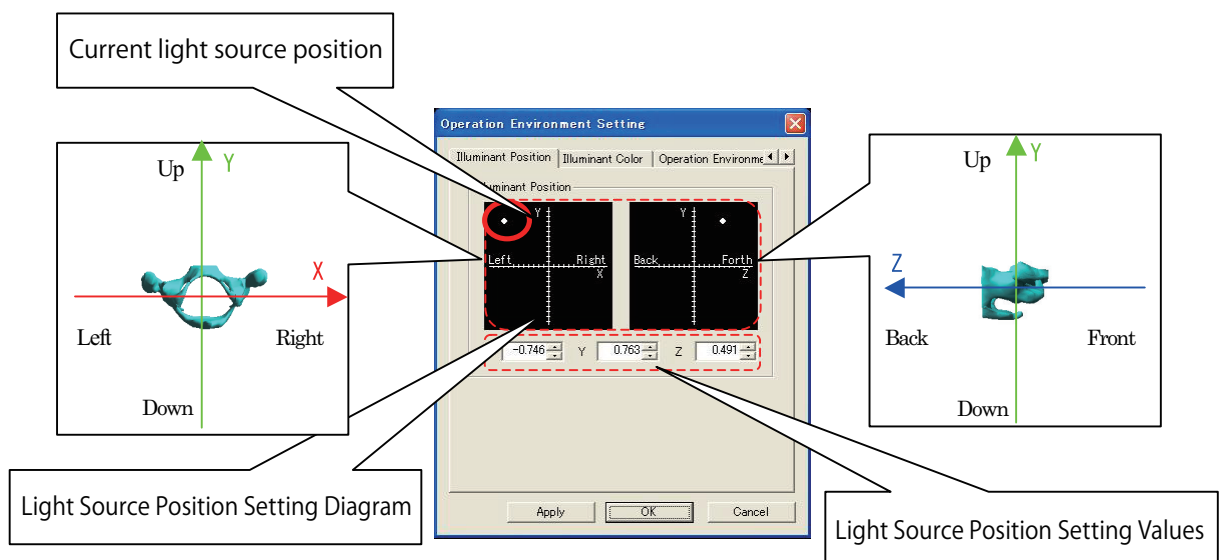 Current light source position
Operation Environment Setting
Illuminant Position
Illuminant Color
Operation Environme
Illuminant Position
Y
Left
Right
X
Y
Back
Forth
Z
-0.746
Y
0.763
Z
0.491
Apply
OK
Cancel
Up
Y
X
Left
Right
Down
Up
Y
Z
Back
Front
Down
Light Source Position Setting Diagram
Light Source Position Setting Values